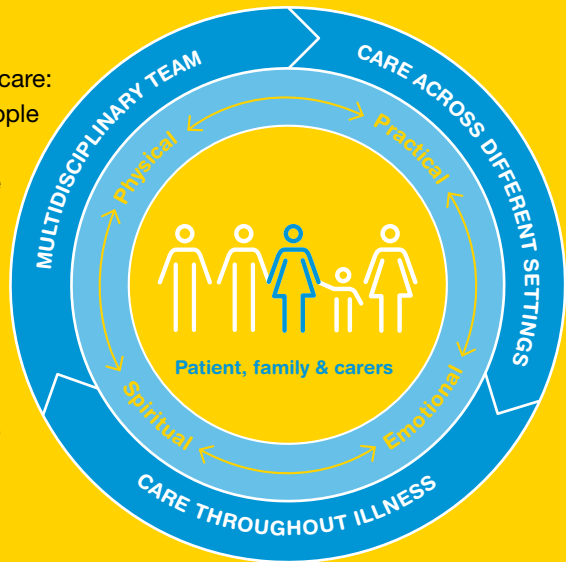 care:
ople
MULTIDISCIPLINARY TEAM
CARE ACROSS DIFFERENT SETTINGS
Physical
Practical
Patient, family & carers
Spiritual
Emotional
CARE THROUGHOUT ILLNESS